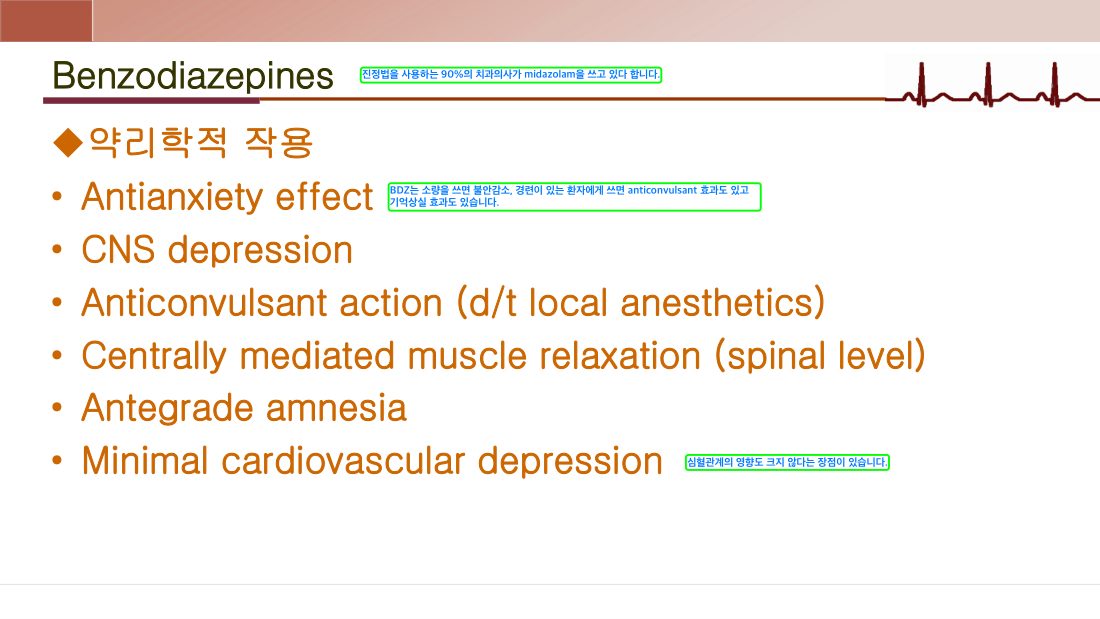 Benzodiazepines
진정법을 사용하는 90%의 치과의사가 midazolam을 쓰고 있다 합니다.
◆약리학적 작용
• Antianxiety effect
BDZ는 소량을 쓰면 불안감소, 경련이 있는 환자에게 쓰면 anticonvulsant 효과도 있고
기억상실 효과도 있습니다.
• CNS depression
• Anticonvulsant action (d/t local anesthetics)
• Centrally mediated muscle relaxation (spinal level)
• Antegrade amnesia
• Minimal cardiovascular depression
심혈관계의 영향도 크지 않다는 장점이 있습니다.